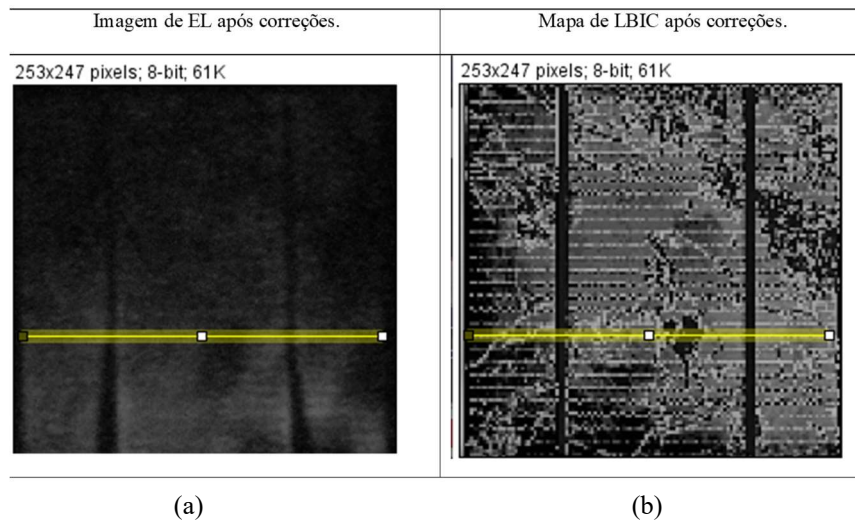 Imagem de EL após correções.
Mapa de LBIC após correções.
253x247 pixels; 8-bit; 61K
253x247 pixels; 8-bit; 61K
(a)
(b)